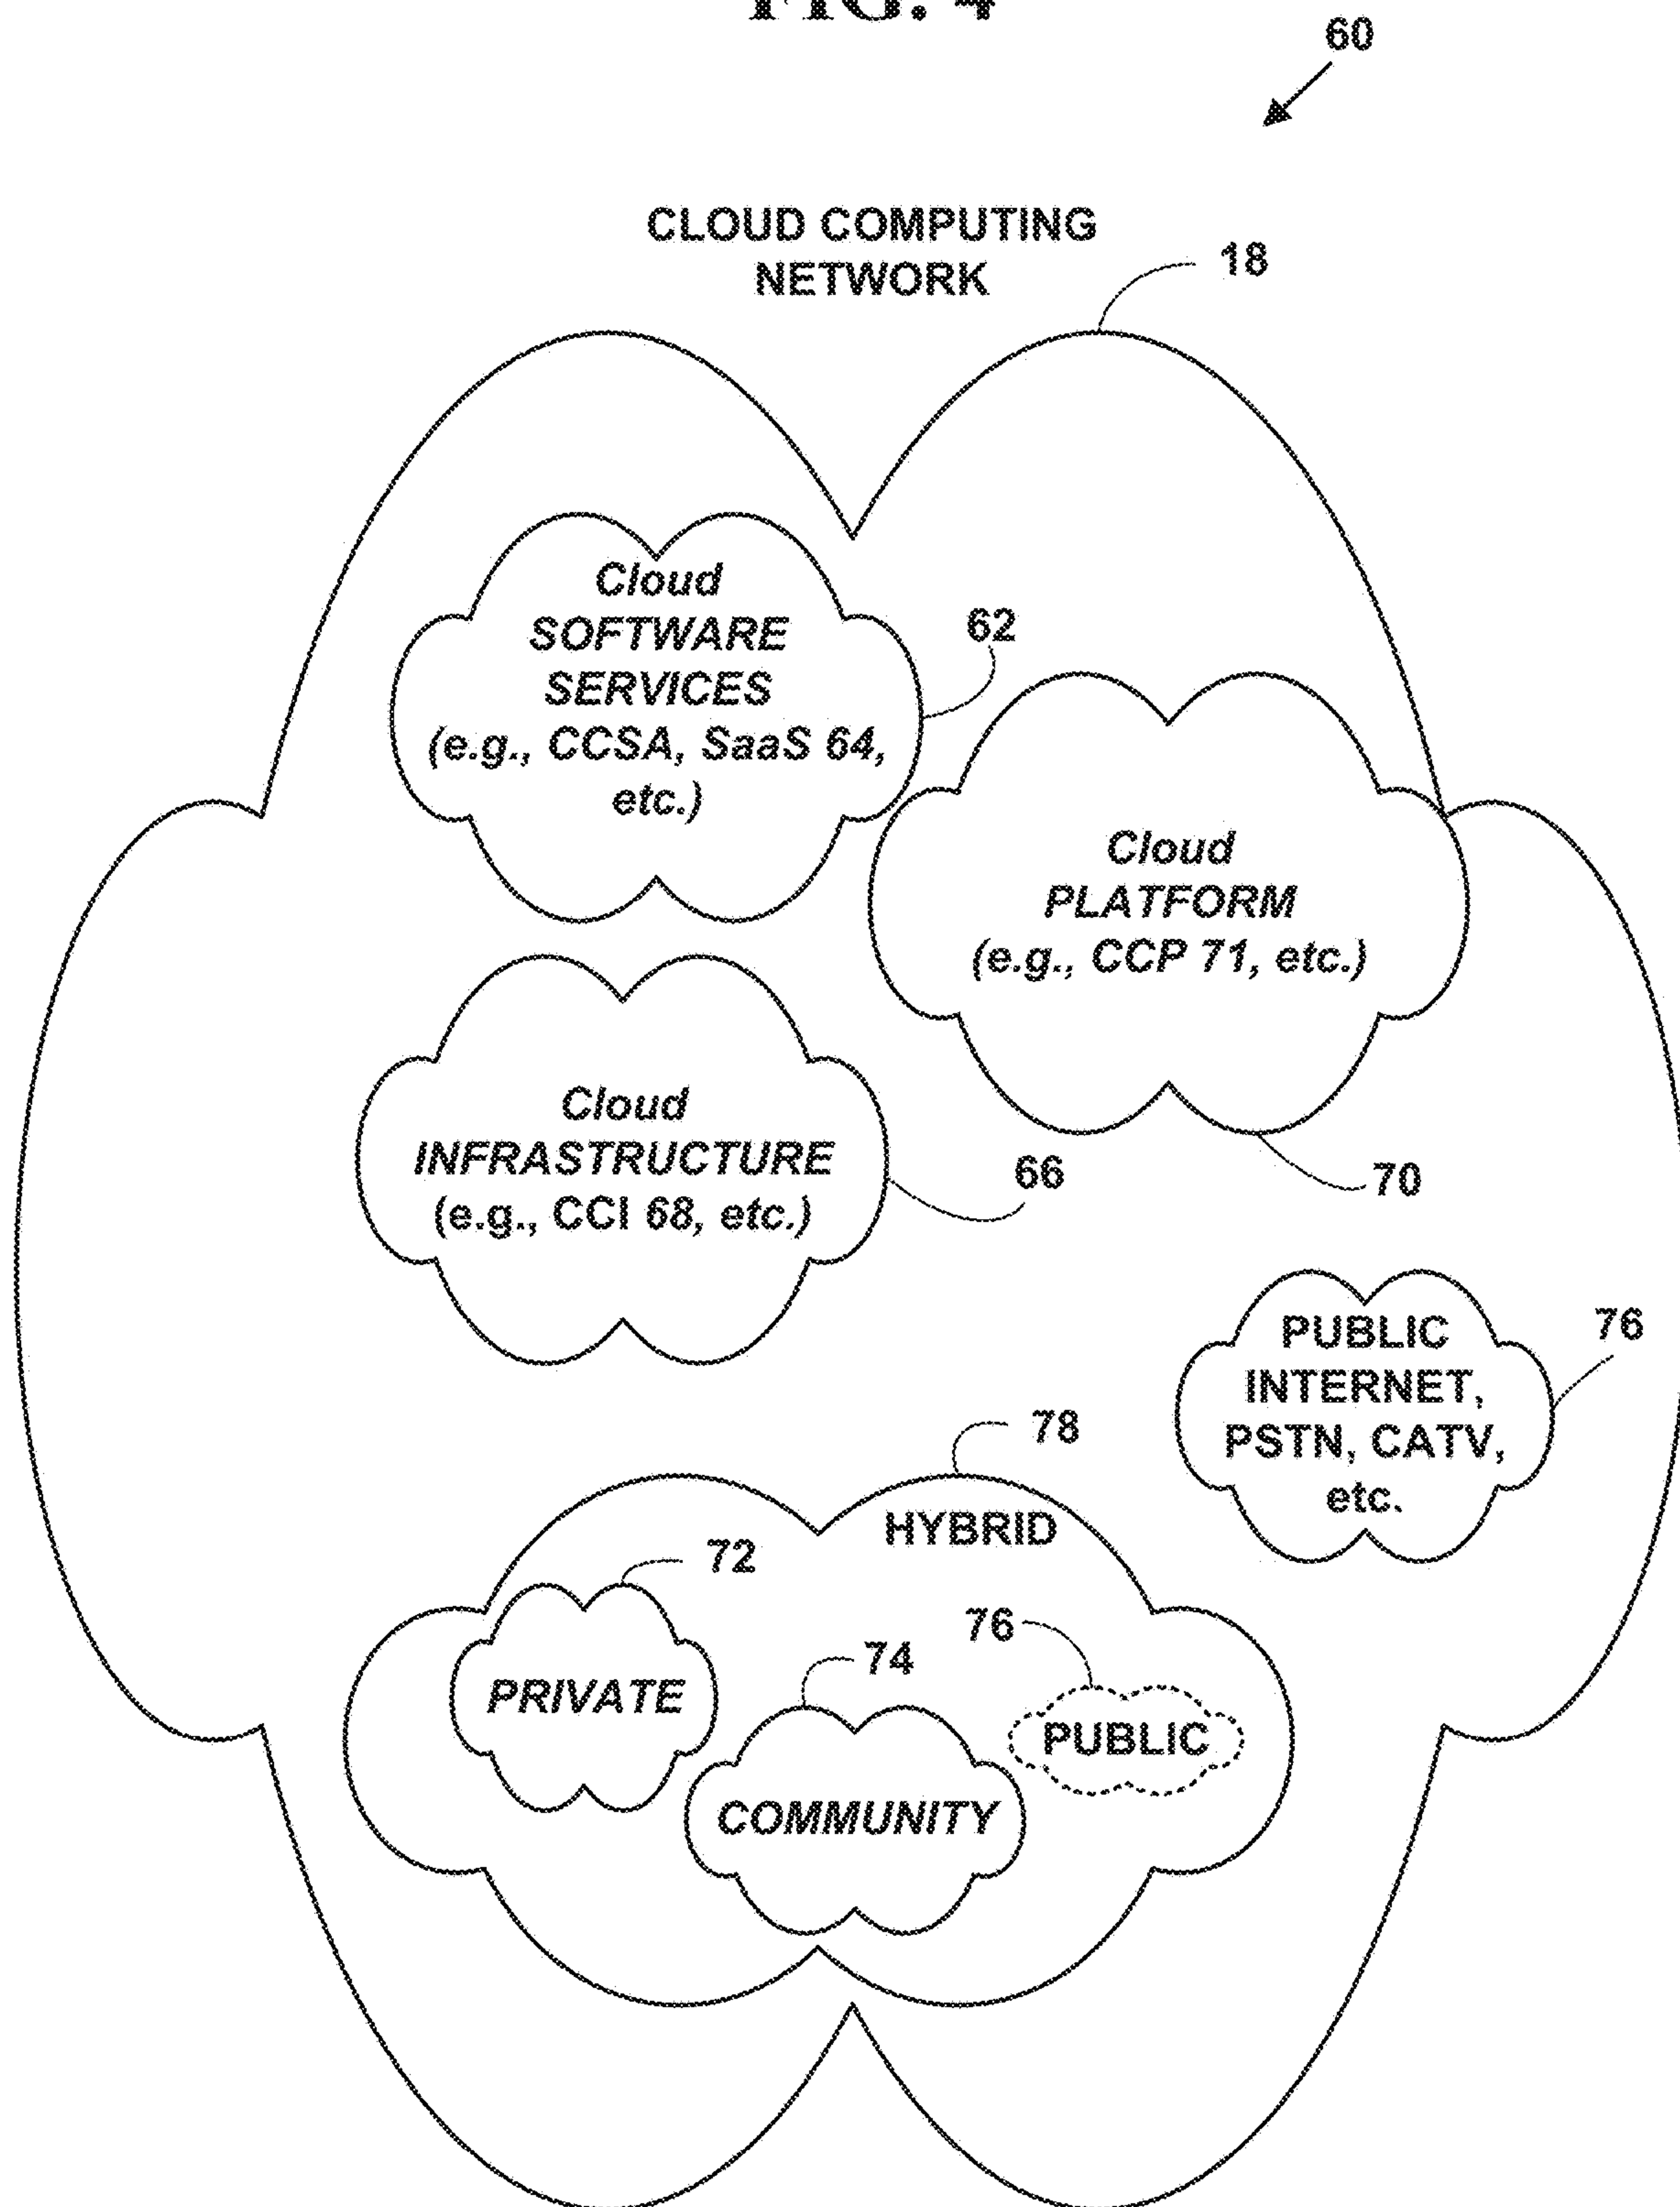 FIG. 4
60
CLOUD COMPUTING
NETWORK
18
Cloud
SOFTWARE
SERVICES
(e.g., CCSA, SaaS 64,
etc.)
62
Cloud
PLATFORM
(e.g., CCP 71, etc.)
70
Cloud
INFRASTRUCTURE
(e.g., CCI 68, etc.)
66
PUBLIC
INTERNET,
PSTN, CATV,
etc.
76
78
HYBRID
72
PRIVATE
74
COMMUNITY
76
PUBLIC